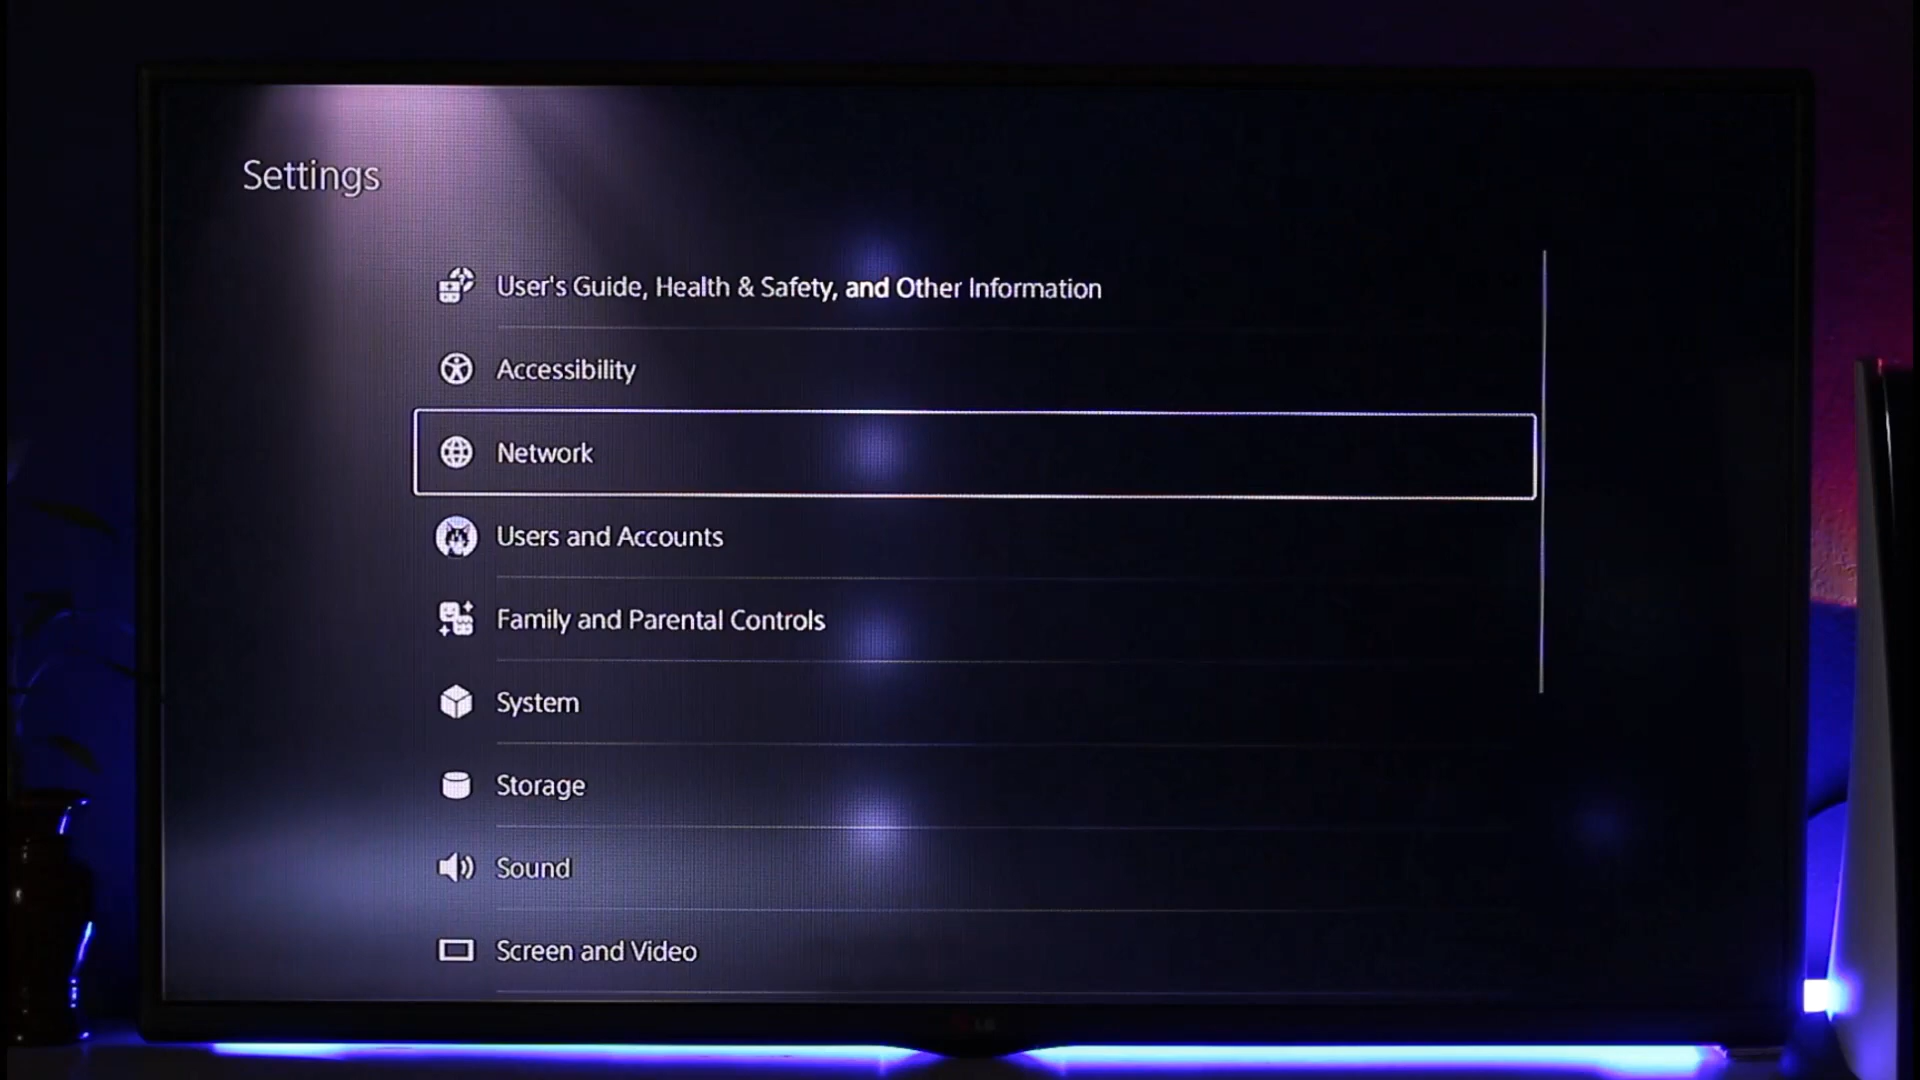 Settings
User's Guide, Health & Safety, and Other Information
Accessibility
Network
Users and Accounts
Family and Parental Controls
System
Storage
Sound
Screen and Video
LG